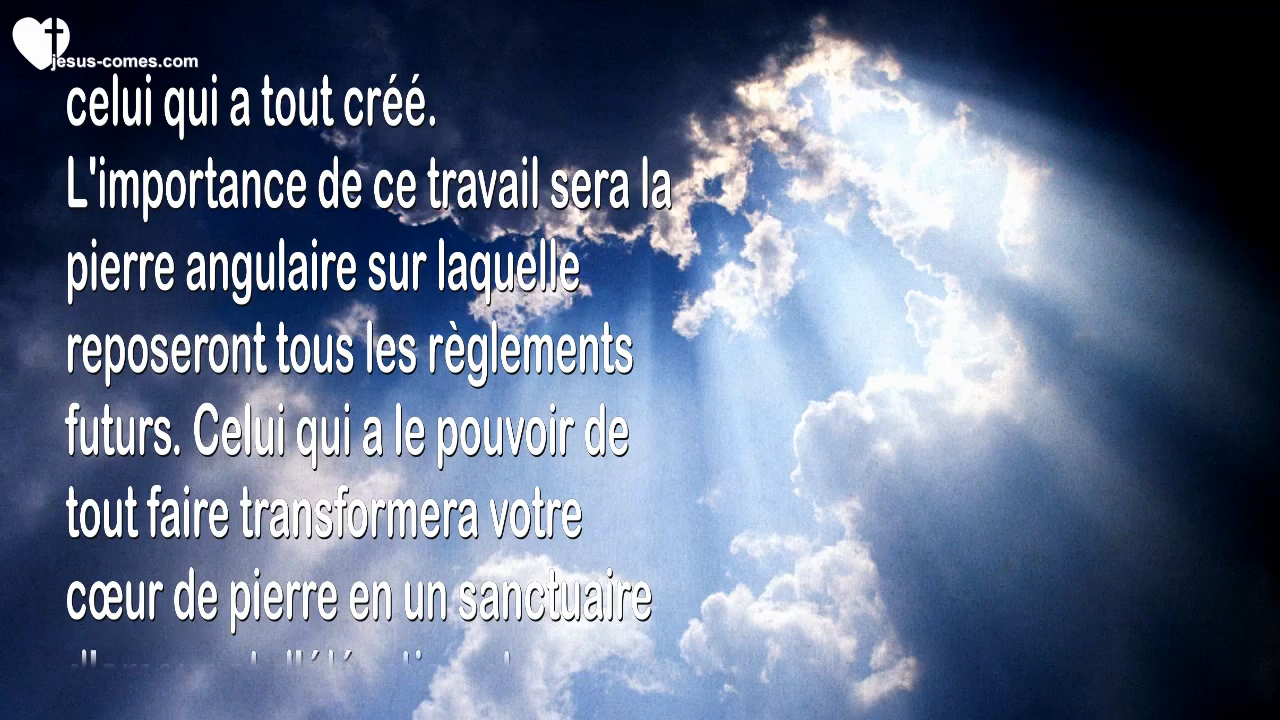 jesus-comes.com
celui qui a tout créé.
L'importance de ce travail sera la
pierre angulaire sur laquelle
reposeront tous les règlements
futurs. Celui qui a le pouvoir de
tout faire transformera votre
cœur de pierre en un sanctuaire